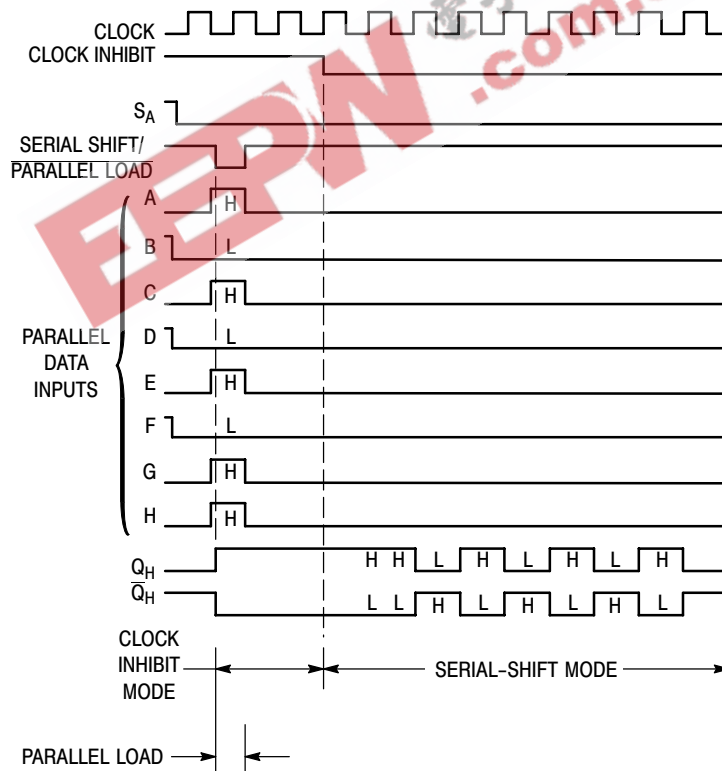 CLOCK
CLOCK INHIBIT
SA
SERIAL SHIFT/
PARALLEL LOAD
A H
B L
C H
D L
E H
F L
G H
H H
PARALLEL
DATA
INPUTS
QH H H L H L H L H
QH L L H L H L H L
CLOCK
INHIBIT
MODE
SERIAL-SHIFT MODE
PARALLEL LOAD
EEPW .com.